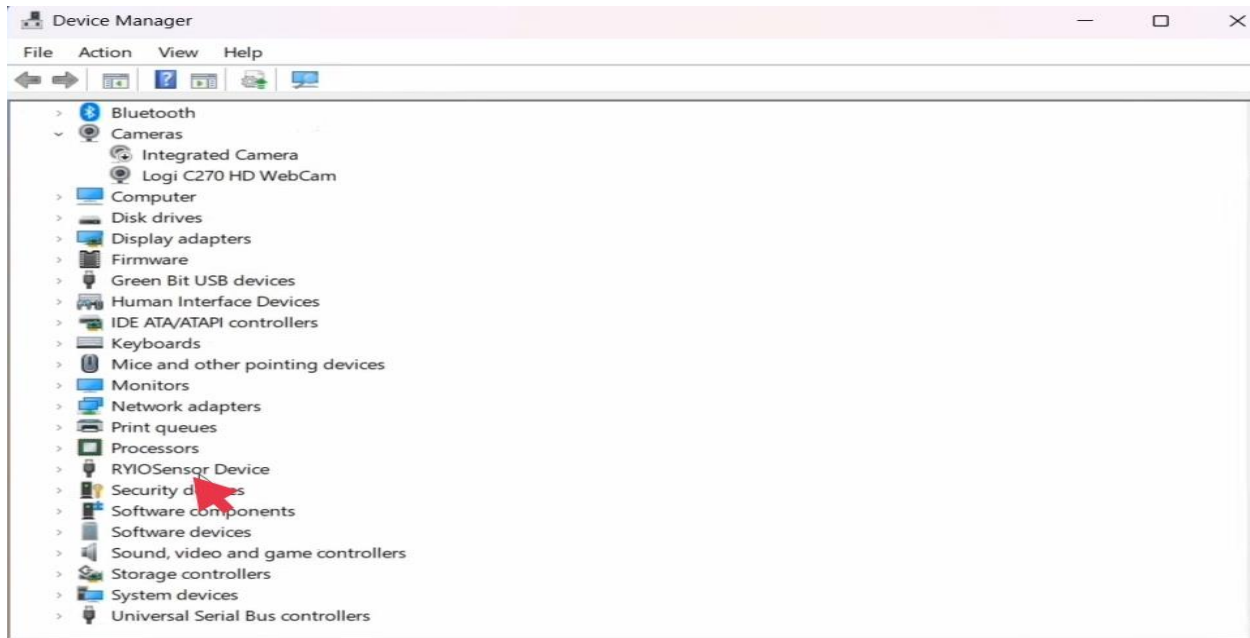 Device Manager
File Action View Help
Bluetooth
Cameras
Integrated Camera
Logi C270 HD WebCam
Computer
Disk drives
Display adapters
Firmware
Green Bit USB devices
Human Interface Devices
IDE ATA/ATAPI controllers
Keyboards
Mice and other pointing devices
Monitors
Network adapters
Print queues
Processors
RYIOSensor Device
Security devices
Software components
Software devices
Sound, video and game controllers
Storage controllers
System devices
Universal Serial Bus controllers